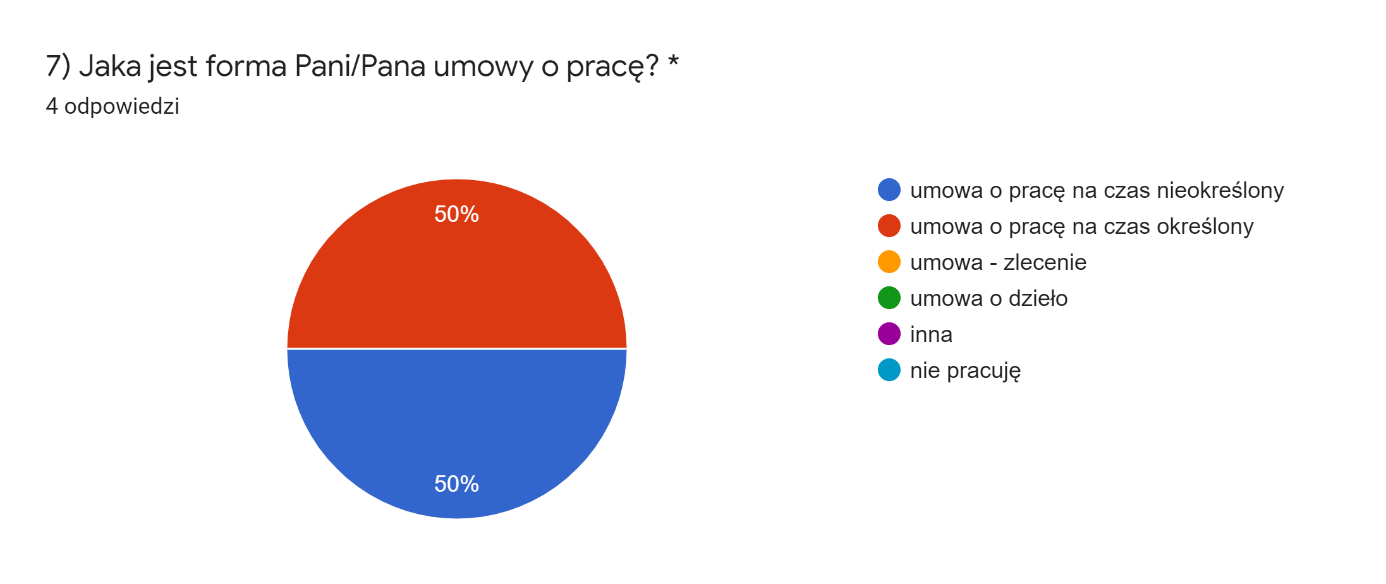 7) Jaka jest forma Pani/Pana umowy o pracę? *
4 odpowiedzi
50%
50%
umowa o pracę na czas nieokreślony
umowa o pracę na czas określony
umowa - zlecenie
umowa o dzieło
inna
nie pracuję